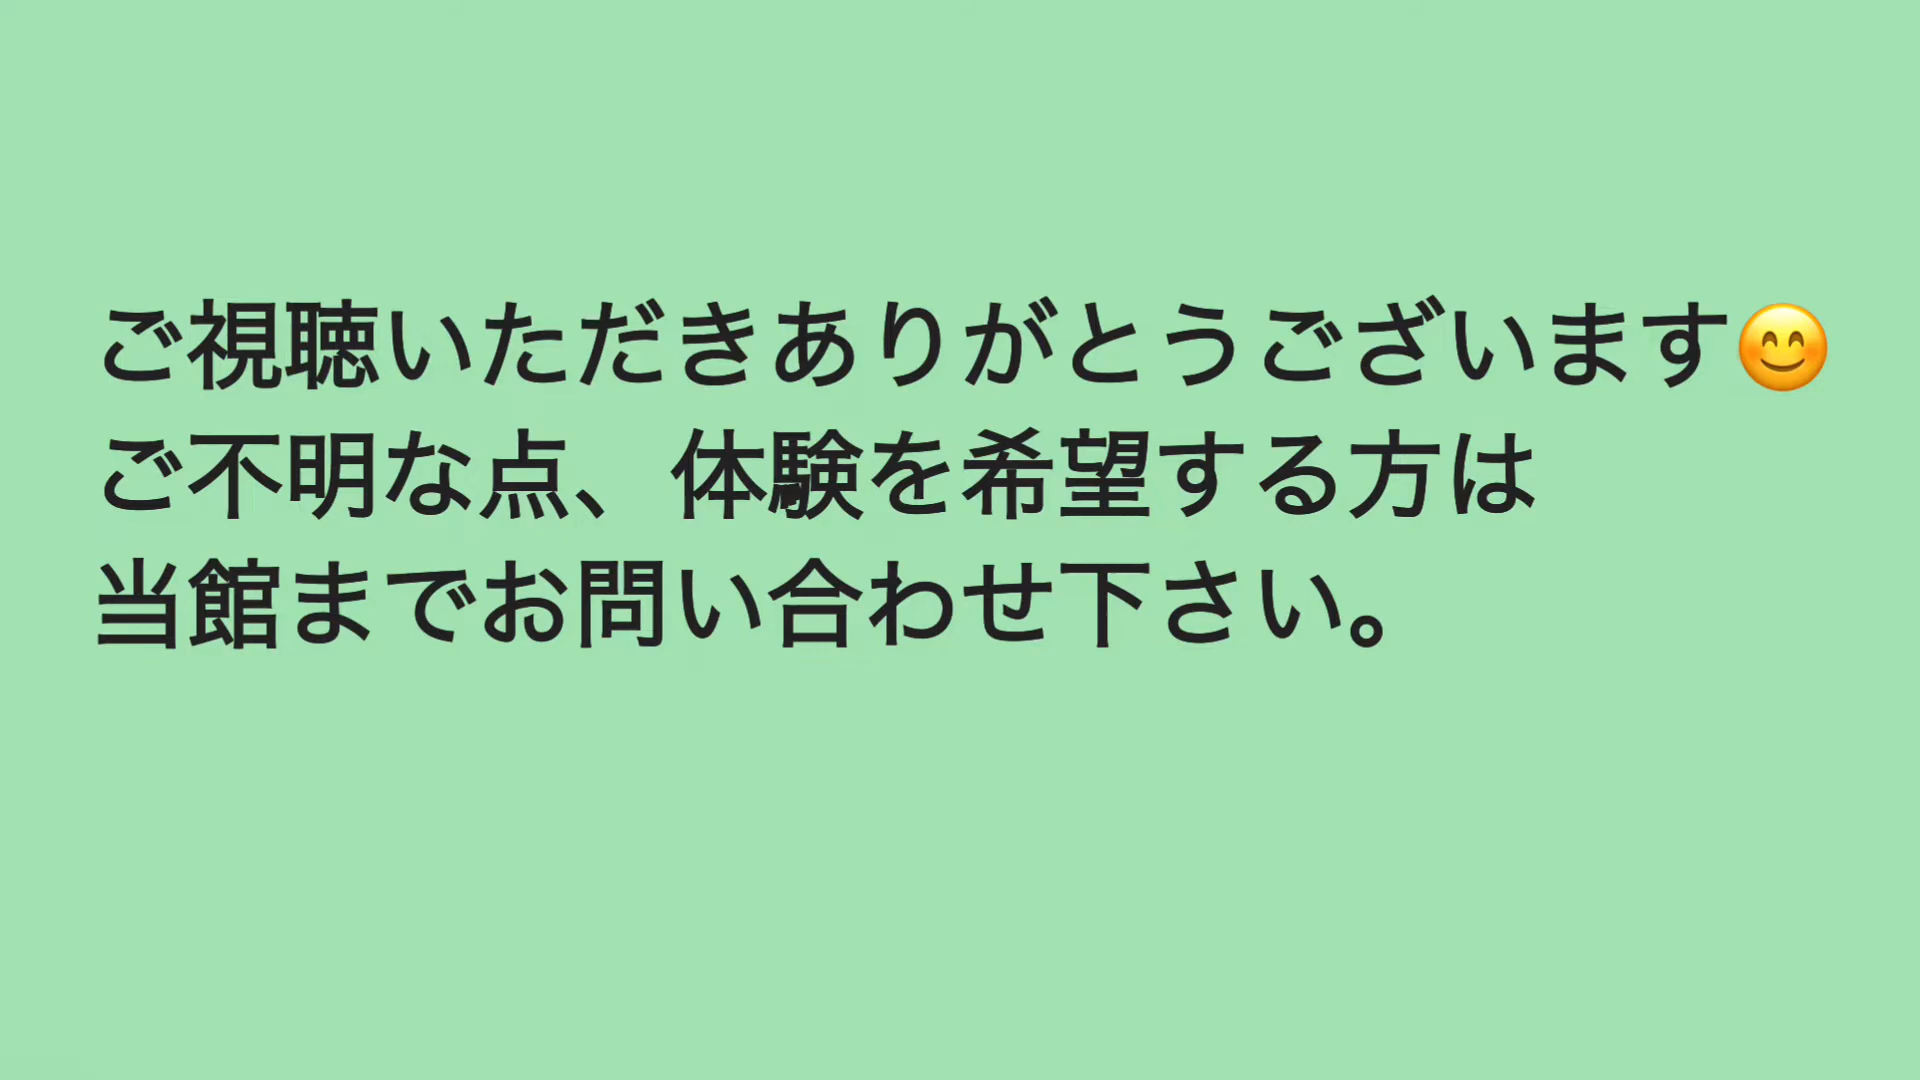 ご視聴いただきありがとうございます😊
ご不明な点、体験を希望する方は
当館までお問い合わせ下さい。